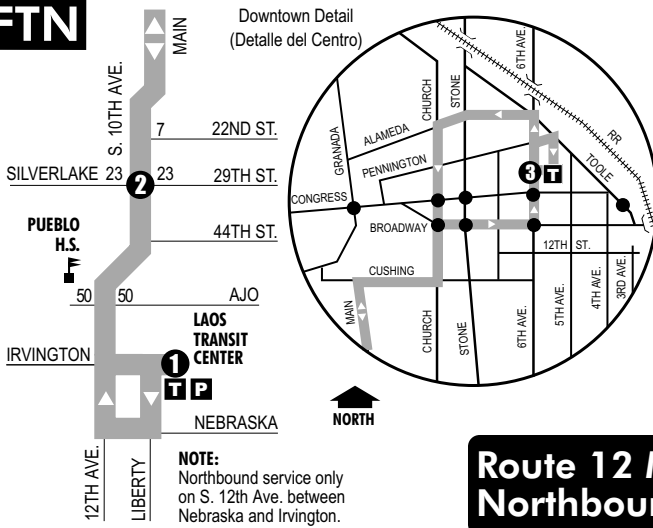 FTN
Downtown Detail
(Detalle del Centro)
MAIN
S. 10TH AVE.
7
22ND ST.
SILVERLAKE 23
2
23
29TH ST.
PUEBLO
H.S.
44TH ST.
50
50
AJO
LAOS
TRANSIT
CENTER
IRVINGTON
1
T P
NEBRASKA
12TH AVE.
LIBERTY
NOTE:
Northbound service only
on S. 12th Ave. between
Nebraska and Irvington.
NORTH
CHURCH
STONE
6TH AVE.
GRANADA
ALAMEDA
PENNINGTON
RR
TOOLE
3 T
CONGRESS
BROADWAY
12TH ST.
CUSHING
MAIN
CHURCH
STONE
6TH AVE.
5TH AVE.
4TH AVE.
3RD AVE.
Route 12
Northbou